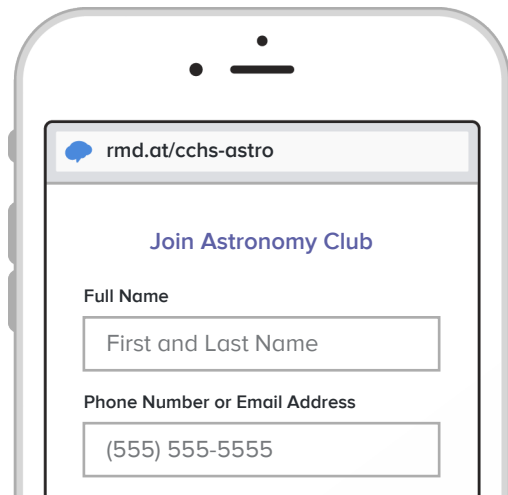 rmd.at/cchs-astro
Join Astronomy Club
Full Name
First and Last Name
Phone Number or Email Address
(555) 555-5555